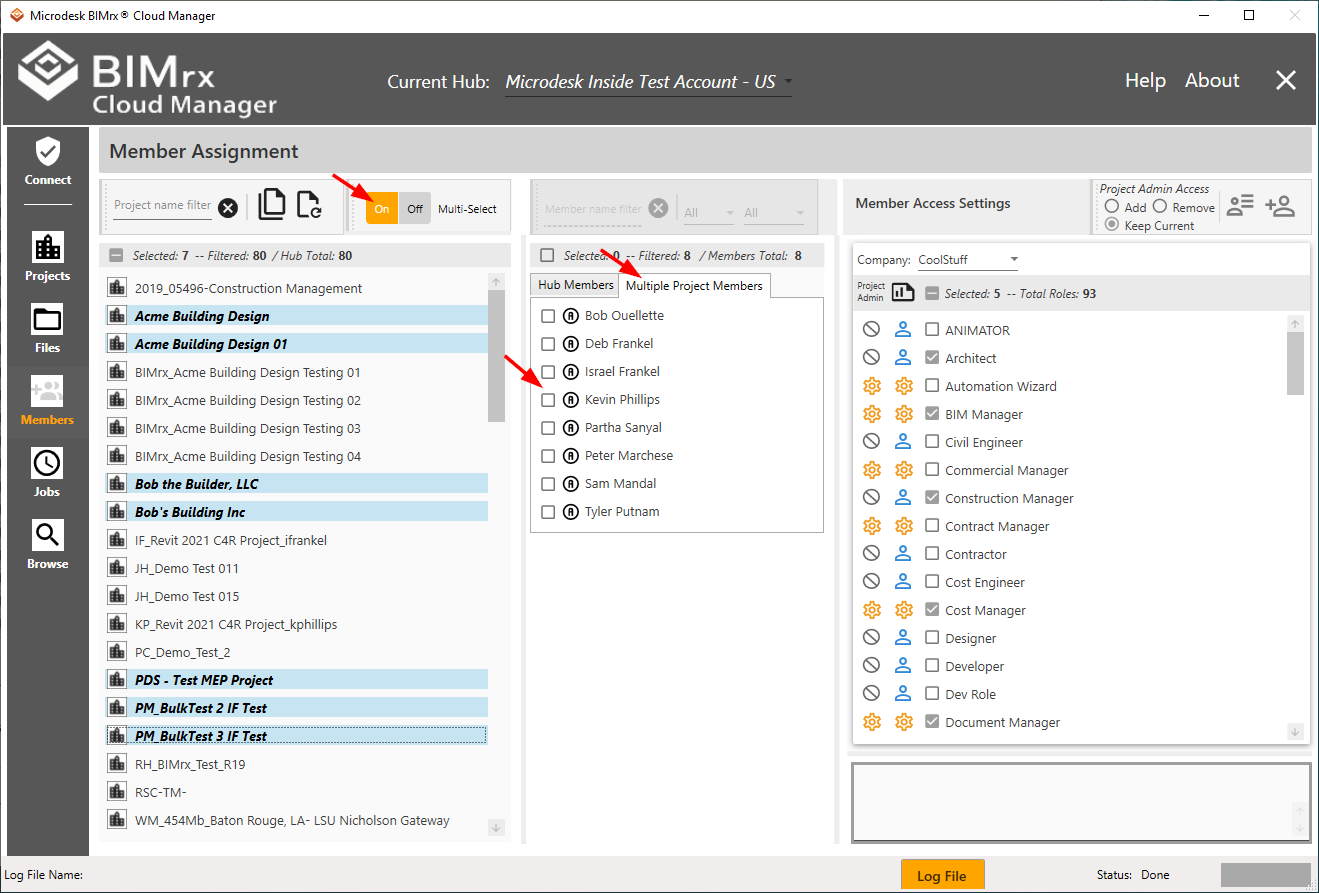 Microdesk BIMrx® Cloud Manager
BIMrx
Cloud Manager
Current Hub: Microdesk Inside Test Account - US
Help About
Connect
Projects
Files
Members
Jobs
Browse
Member Assignment
Project name filter
On Off Multi-Select
Selected: 7 -- Filtered: 80 / Hub Total: 80
2019_05496-Construction Management
Acme Building Design
Acme Building Design 01
BIMrx_Acme Building Design Testing 01
BIMrx_Acme Building Design Testing 02
BIMrx_Acme Building Design Testing 03
BIMrx_Acme Building Design Testing 04
Bob the Builder, LLC
Bob's Building Inc
IF_Revit 2021 C4R Project_ifrankel
JH_Demo Test 011
JH_Demo Test 015
KP_Revit 2021 C4R Project_kphillips
PC_Demo_Test_2
PDS - Test MEP Project
PM_BulkTest 2 IF Test
PM_BulkTest 3 IF Test
RH_BIMrx_Test_R19
RSC-TM-
WM_454Mb_Baton Rouge, LA- LSU Nicholson Gateway
Member name filter All All
Selected: 0 -- Filtered: 8 / Members Total: 8
Hub Members Multiple Project Members
Bob Ouellette
Deb Frankel
Israel Frankel
Kevin Phillips
Partha Sanyal
Peter Marchese
Sam Mandal
Tyler Putnam
Member Access Settings
Project Admin Access
Add Remove
Keep Current
Company: CoolStuff
Project
Admin
Selected: 5 -- Total Roles: 93
ANIMATOR
Architect
Automation Wizard
BIM Manager
Civil Engineer
Commercial Manager
Construction Manager
Contract Manager
Contractor
Cost Engineer
Cost Manager
Designer
Developer
Dev Role
Document Manager
Log File Name:
Log File
Status: Done